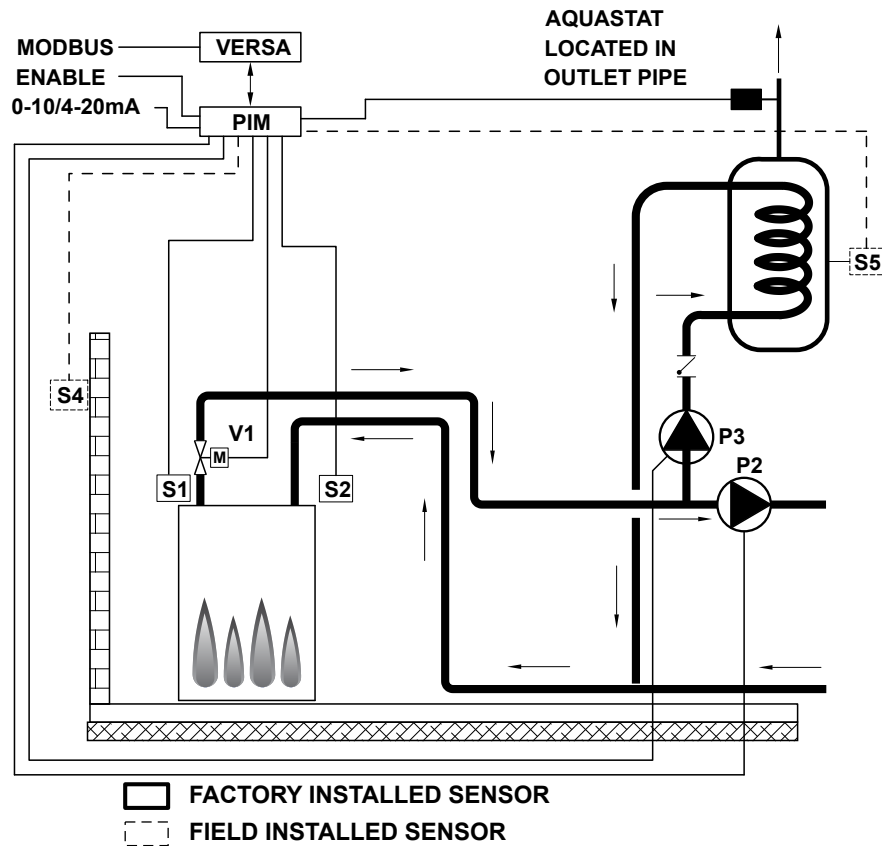 MODBUS
VERSA
ENABLE
0-10/4-20mA
PIM
AQUASTAT
LOCATED IN
OUTLET PIPE
S5
S4
V1
M
S1
S2
P3
P2
FACTORY INSTALLED SENSOR
FIELD INSTALLED SENSOR